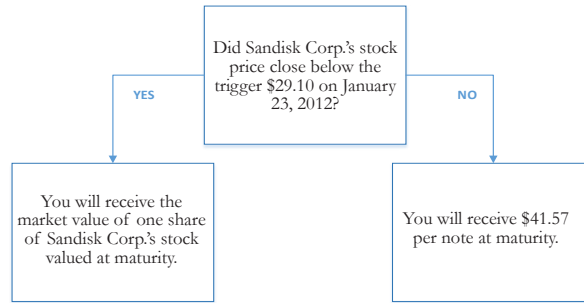 Did Sandisk Corp.'s stock
price close below the
trigger $29.10 on January
23, 2012?
YES
NO
You will receive the
market value of one share
of Sandisk Corp.'s stock
valued at maturity.
You will receive $41.57
per note at maturity.